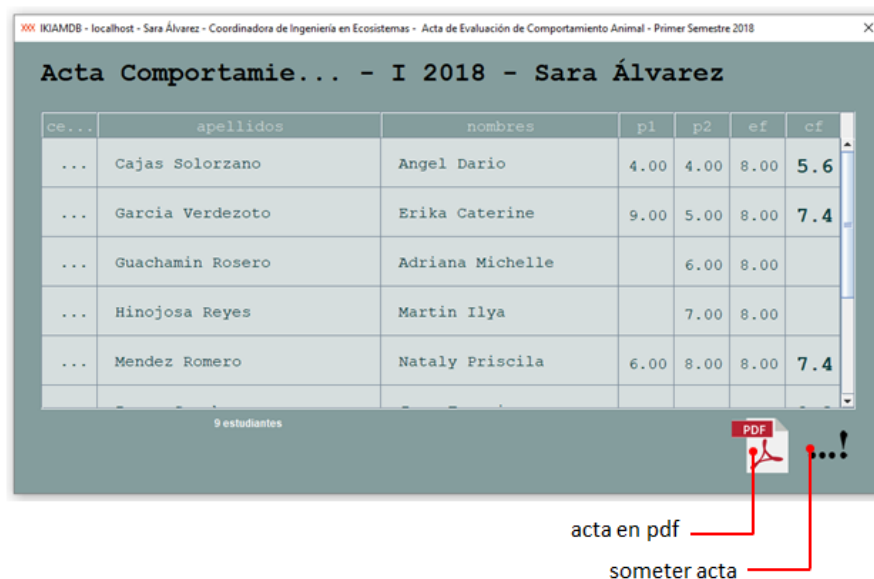 XXX IKIAMDB - localhost - Sara Álvarez - Coordinadora de Ingeniería en Ecosistemas - Acta de Evaluación de Comportamiento Animal - Primer Semestre 2018
Acta Comportamie... - I 2018 - Sara Álvarez
ce... apellidos nombres p1 p2 ef cf
... Cajas Solorzano Angel Dario 4.00 4.00 8.00 5.6
... Garcia Verdezoto Erika Caterine 9.00 5.00 8.00 7.4
... Guachamin Rosero Adriana Michelle 6.00 8.00
... Hinojosa Reyes Martin Ilya 7.00 8.00
... Mendez Romero Nataly Priscila 6.00 8.00 8.00 7.4
9 estudiantes
PDF
...!
acta en pdf
someter acta